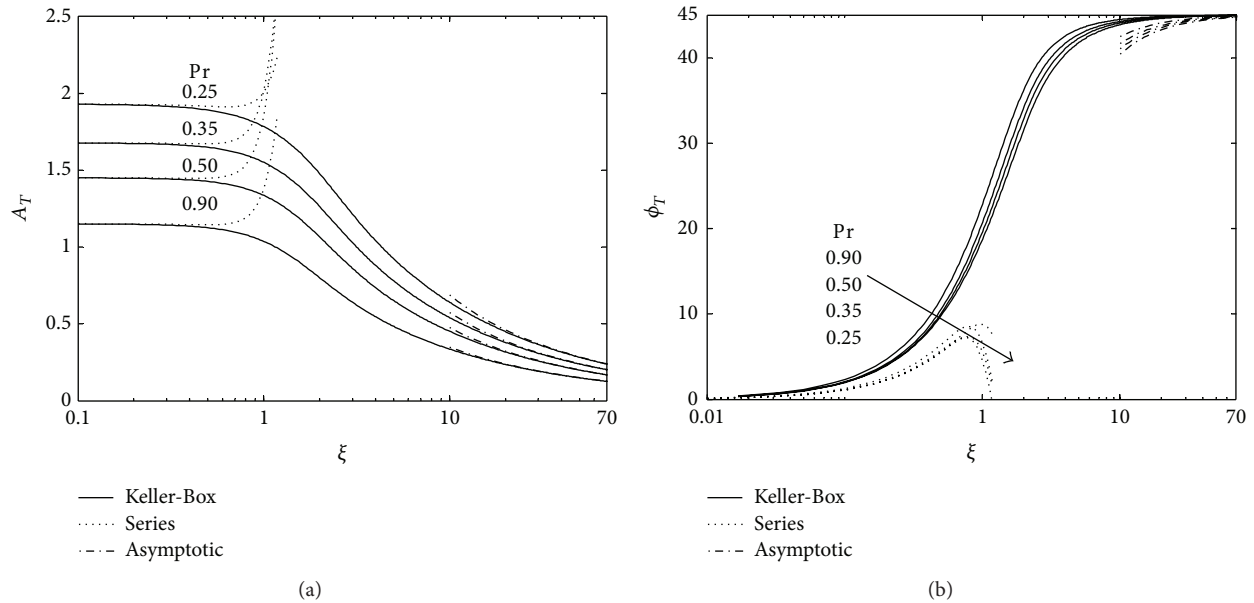 2.5
2
1.5
1
0.5
0
A_T
Pr
0.25
0.35
0.50
0.90
0.1
1
10
70
ξ
Keller-Box
Series
Asymptotic
(a)
45
40
30
20
10
0
ϕ_T
Pr
0.90
0.50
0.35
0.25
0.01
1
10
70
ξ
Keller-Box
Series
Asymptotic
(b)